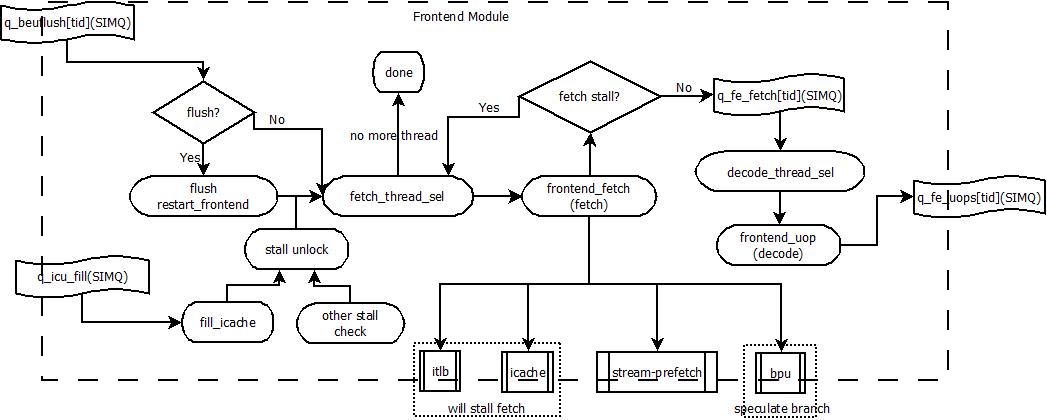 Frontend Module
q_beuflush[tid](SIMQ)
done
fetch stall?
No
q_fe_fetch[tid](SIMQ)
flush?
No
Yes
no more thread
Yes
flush
restart_frontend
fetch_thread_sel
frontend_fetch
(fetch)
decode_thread_sel
q_fe_uops[tid](SIMQ)
stall unlock
frontend_uop
(decode)
q_icu_fill(SIMQ)
fill_icache
other stall
check
itlb
icache
stream-prefetch
bpu
will stall fetch
speculate branch